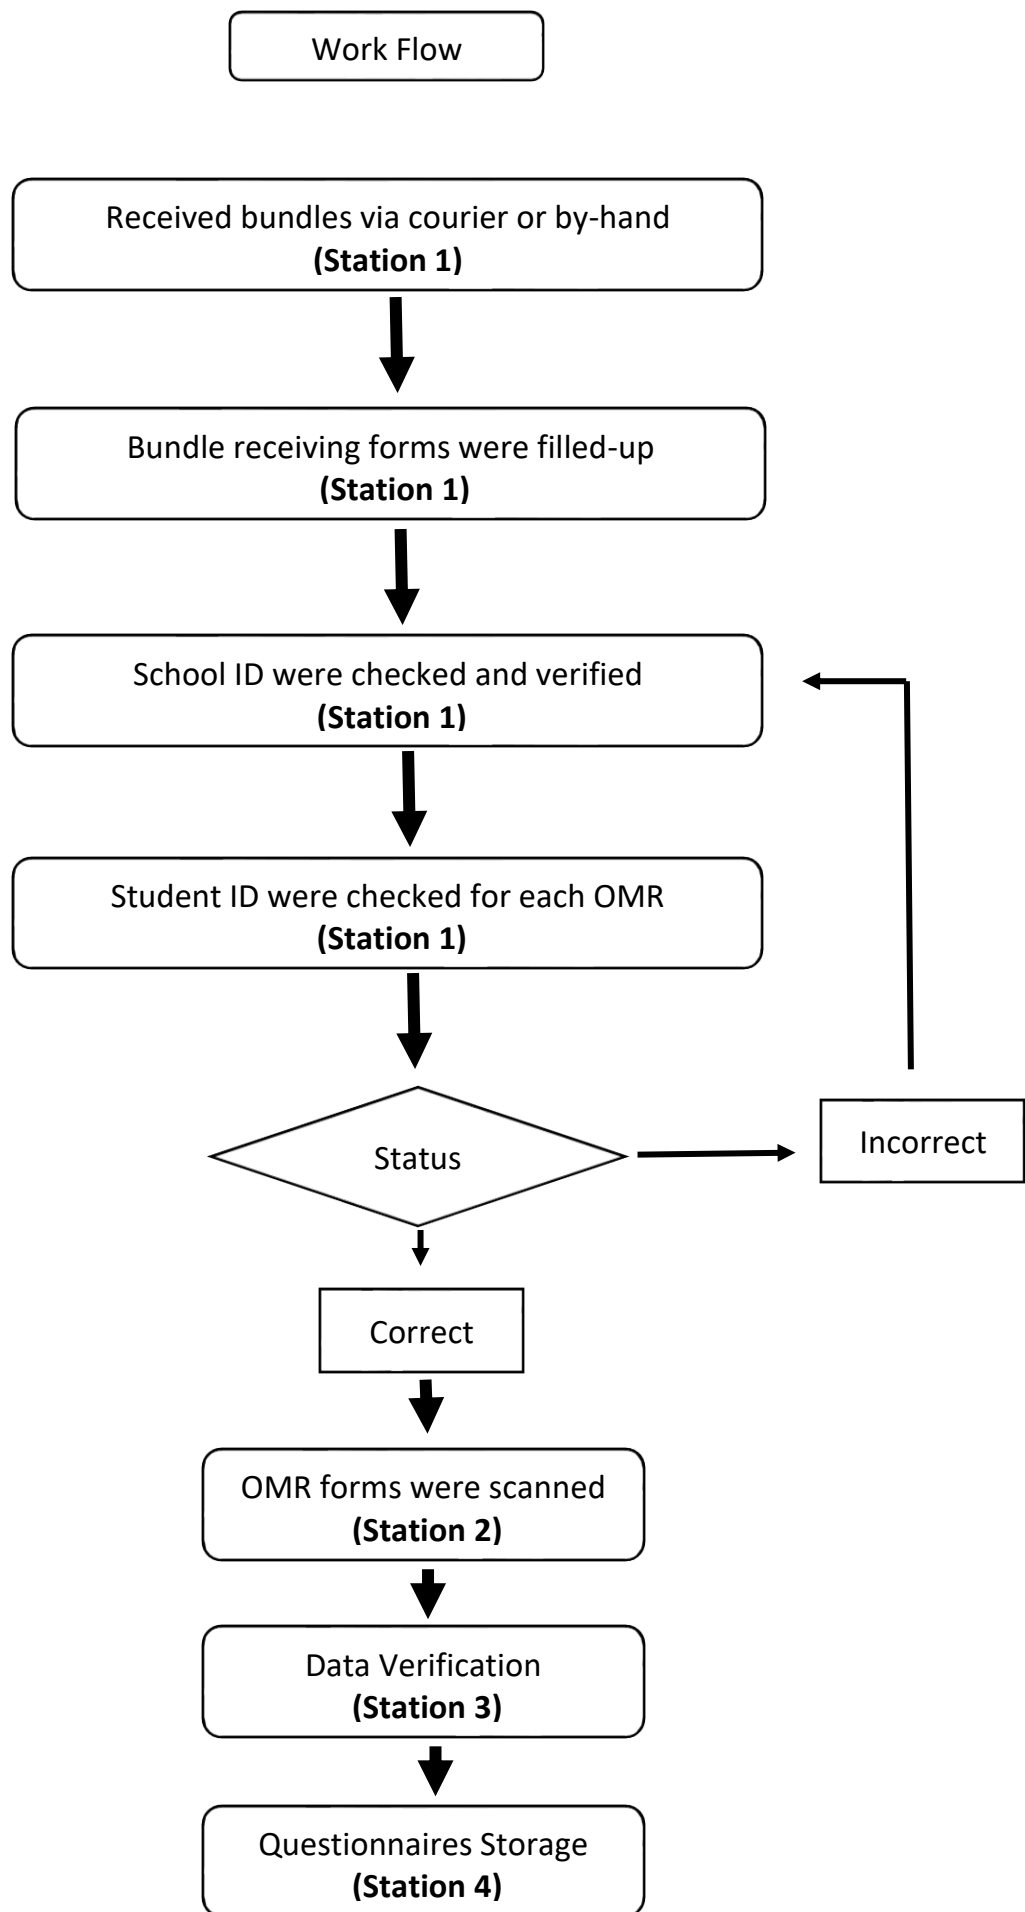 Work Flow
Received bundles via courier or by-hand
(Station 1)
Bundle receiving forms were filled-up
(Station 1)
School ID were checked and verified
(Station 1)
Student ID were checked for each OMR
(Station 1)
Status
Incorrect
Correct
OMR forms were scanned
(Station 2)
Data Verification
(Station 3)
Questionnaires Storage
(Station 4)